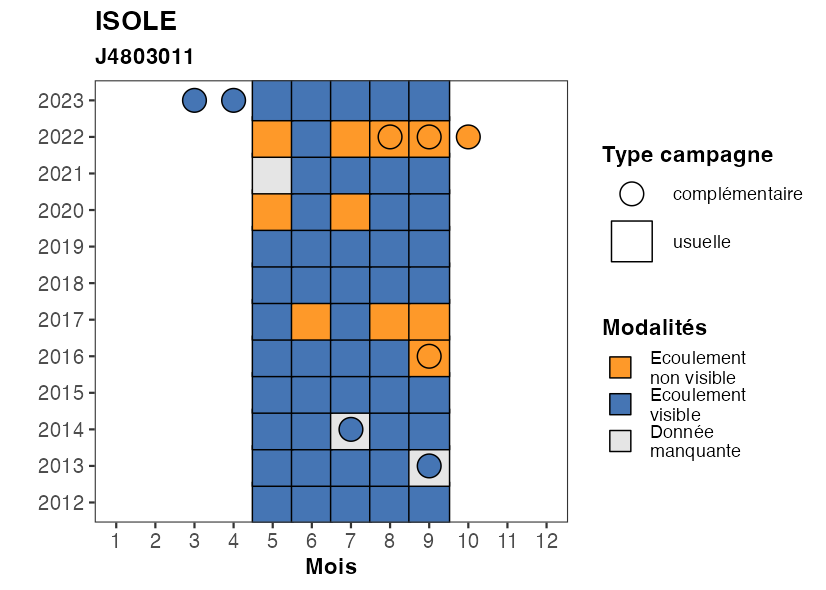 ISOLE
J4803011
2023
2022
2021
2020
2019
2018
2017
2016
2015
2014
2013
2012
1 2 3 4 5 6 7 8 9 10 11 12
Mois
Type campagne
complémentaire
usuelle
Modalités
Ecoulement
non visible
Ecoulement
visible
Donnée
manquante